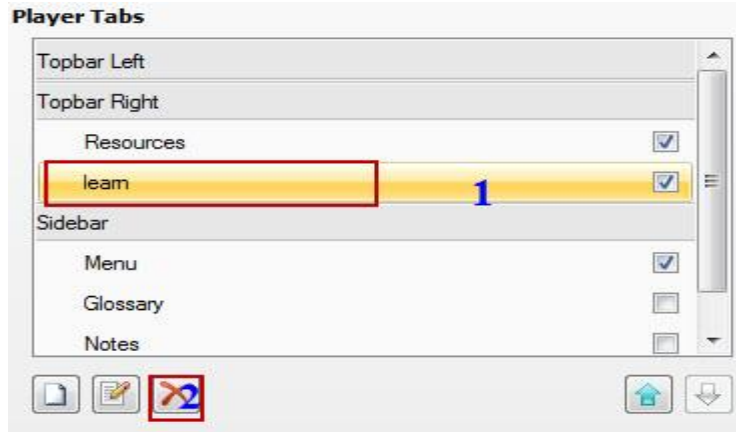 Player Tabs
Topbar Left
Topbar Right
Resources
learn
1
Sidebar
Menu
Glossary
Notes
2